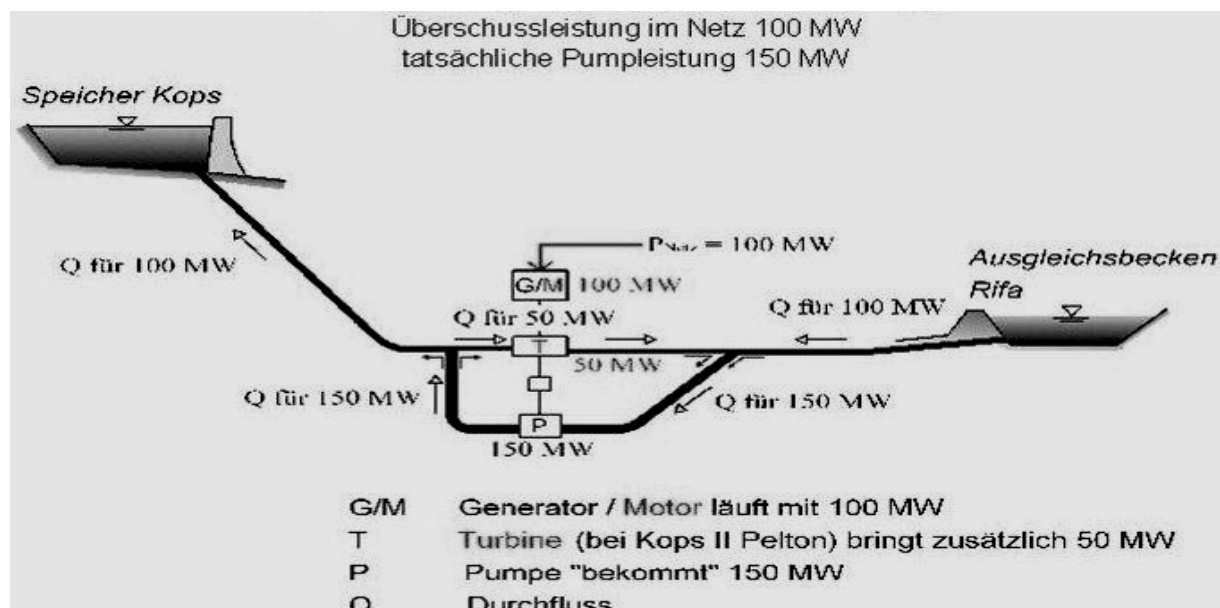 Überschussleistung im Netz 100 MW
tatsächliche Pumpleistung 150 MW
Speicher Kops
P Netz = 100 MW
Ausgleichsbecken
Rifa
Q für 100 MW
G/M 100 MW
Q für 50 MW
Q für 100 MW
T
50 MW
Q für 150 MW
Q für 150 MW
P
150 MW
G/M Generator / Motor läuft mit 100 MW
T Turbine (bei Kops II Pelton) bringt zusätzlich 50 MW
P Pumpe "bekommt" 150 MW
Q Durchfluss